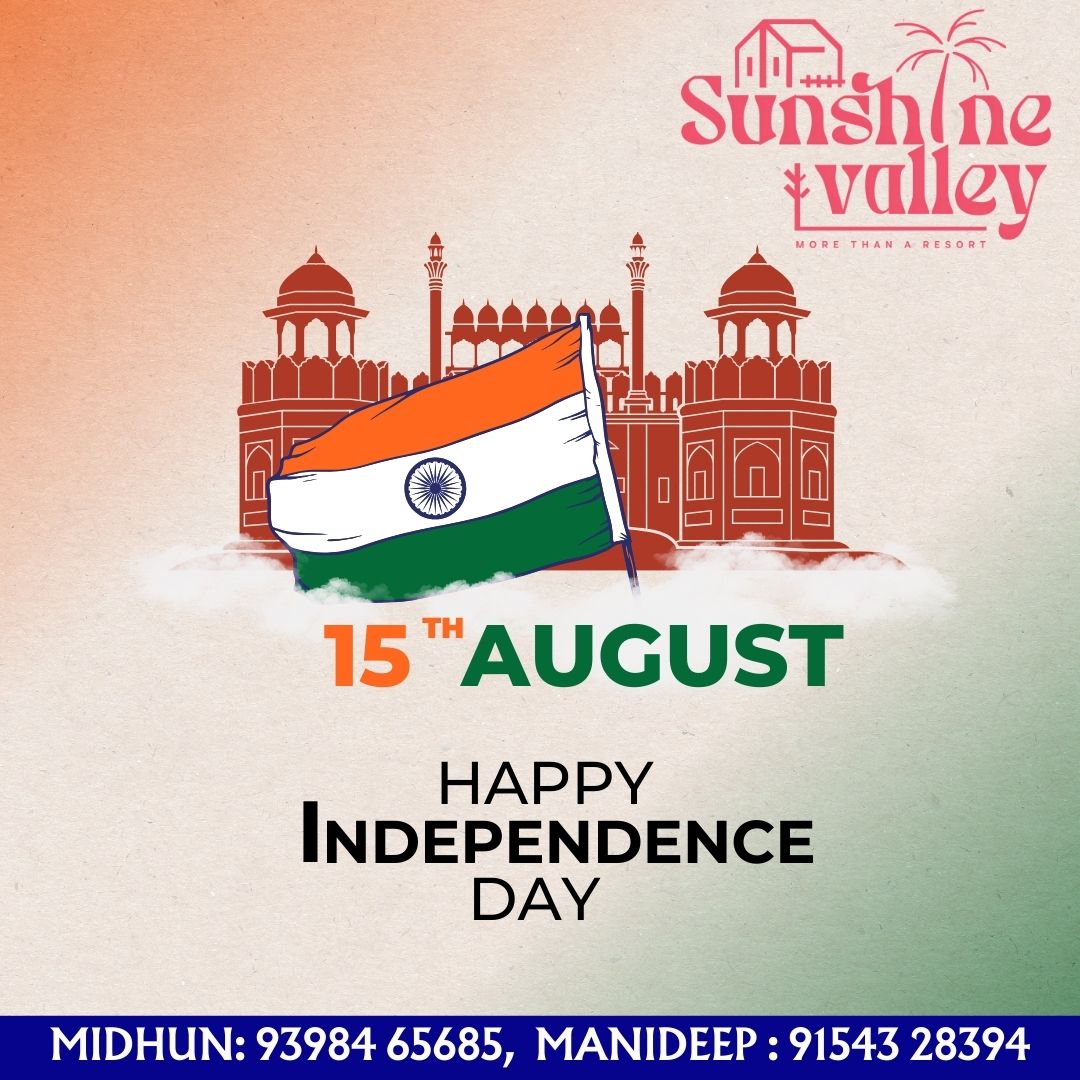 Sunshine
valley
MORE THAN A RESORT
15TH AUGUST
HAPPY
INDEPENDENCE
DAY
MIDHUN: 93984 65685, MANIDEEP : 91543 28394